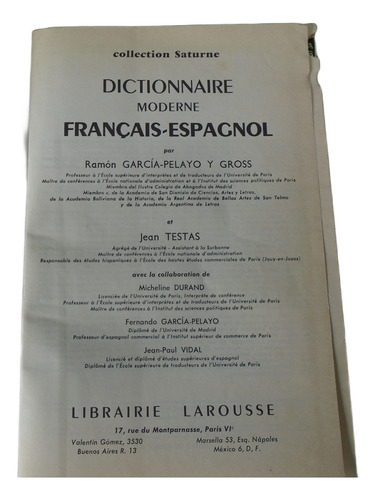 collection Saturne
DICTIONNAIRE
MODERNE
FRANÇAIS-ESPAGNOL
par
Ramón GARCÍA-PELAYO Y GROSS
Professeur à l'École supérieure d'interprètes et de traducteurs de l'Université de Paris
Maître de conférences à l'École nationale d'administration et à l'Institut des sciences politiques de Paris
Miembro del Ilustre Colegio de Abogados de Madrid
Miembro c. de la Academia de San Dionisio de Ciencias, Artes y Letras,
de la Academia Boliviana de la Historia, de la Real Academia de Bellas Artes de San Telmo
y de la Academia Argentina de Letras
et
Jean TESTAS
Agrégé de l'Université - Assistant à la Sorbonne
Maître de conférences à l'École nationale d'administration
Responsable des études hispaniques à l'École des hautes études commerciales de Paris (Jouy-en-Josas)
avec la collaboration de
Micheline DURAND
Licenciée de l'Université de Paris, Interprète de conférence
Professeur à l'École supérieure d'interprètes et de traducteurs de l'Université de Paris
Maître de conférences à l'Institut des sciences politiques de Paris
Fernando GARCÍA-PELAYO
Diplômé de l'Université de Madrid
Professeur d'espagnol commercial à l'Institut supérieur de commerce de Paris
Jean-Paul VIDAL
Licencié et diplômé d'études supérieures d'espagnol
Diplômé de l'École supérieure de traducteurs de l'Université de Paris
LIBRAIRIE LAROUSSE
17, rue du Montparnasse, Paris VIe
Valentín Gómez, 3530 Marsella 53, Esq. Nápoles
Buenos Aires R. 13 México 6, D. F.